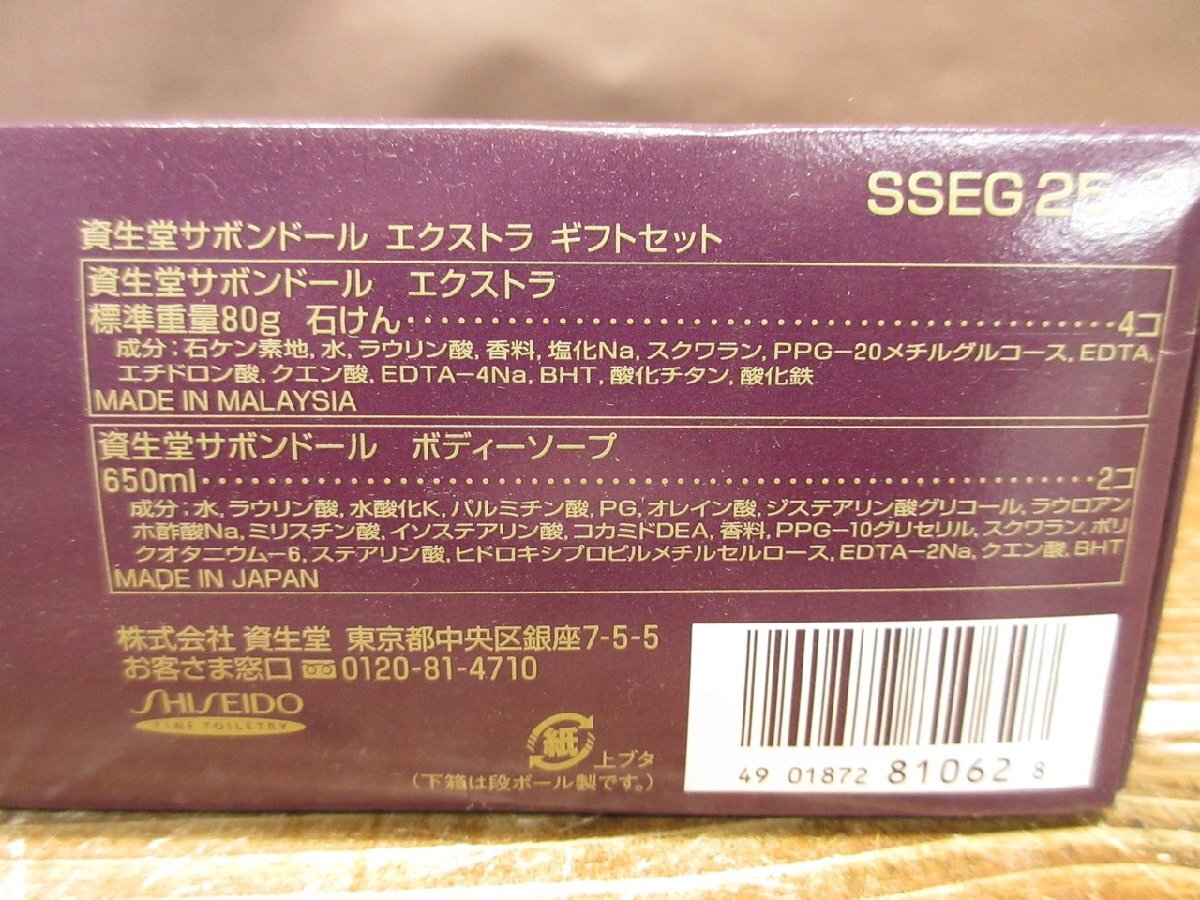 SSEG 25
資生堂サボンドール エクストラ ギフトセット
資生堂サボンドール エクストラ
標準重量80g 石けん‥‥‥‥‥‥‥‥‥‥‥‥‥‥‥‥‥‥‥‥4コ
成分：石ケン素地, 水, ラウリン酸, 香料, 塩化Na, スクワラン, PPG−20メチルグルコース, EDTA,
エチドロン酸, クエン酸, EDTA−4Na, BHT, 酸化チタン, 酸化鉄
MADE IN MALAYSIA
資生堂サボンドール ボディーソープ
650ml‥‥‥‥‥‥‥‥‥‥‥‥‥‥‥‥‥‥‥‥‥‥‥‥‥‥2コ
成分：水, ラウリン酸, 水酸化K, パルミチン酸, PG, オレイン酸, ジステアリン酸グリコール, ラウロアン
ホ酢酸Na, ミリスチン酸, イソステアリン酸, コカミドDEA, 香料, PPG−10グリセリル, スクワラン, ポリ
クオタニウム−6, ステアリン酸, ヒドロキシプロピルメチルセルロース, EDTA−2Na, クエン酸, BHT
MADE IN JAPAN
株式会社 資生堂 東京都中央区銀座7-5-5
お客さま窓口 0120-81-4710
SHISEIDO
FINE TOILETRY
紙 上ブタ
（下箱は段ボール製です。）
49 01872 81062 8